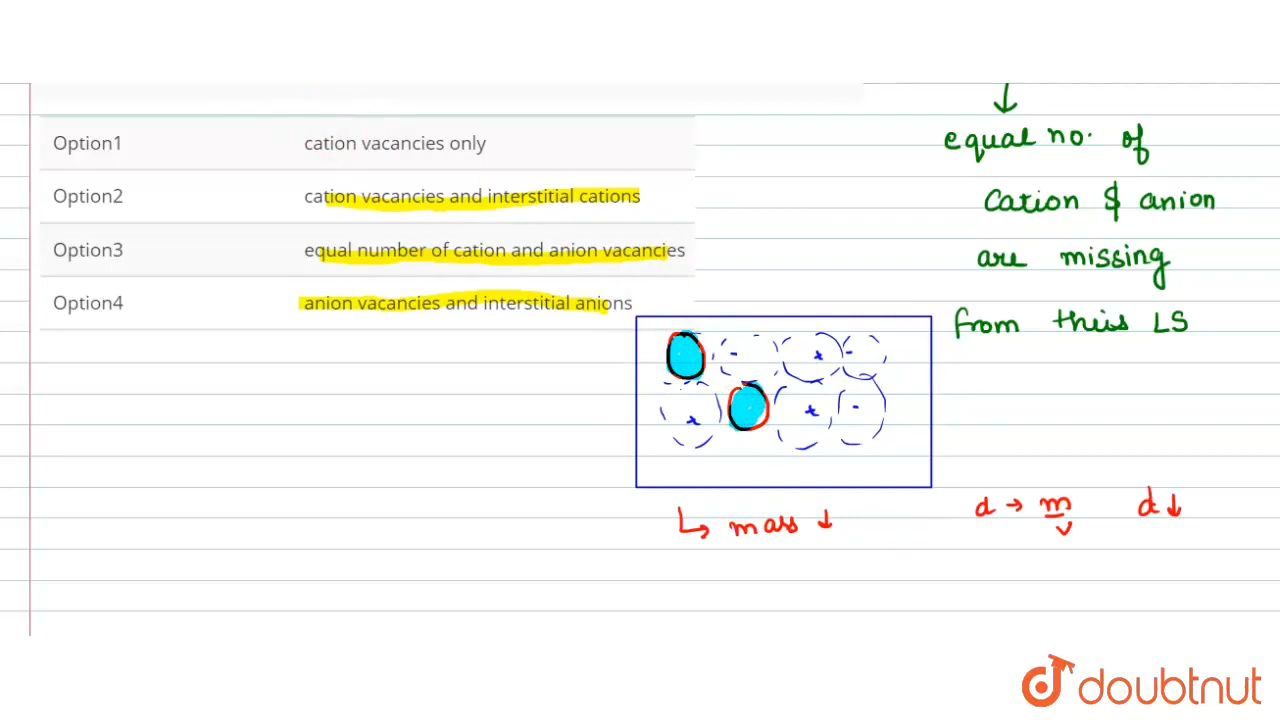 Option1 cation vacancies only
Option2 cation vacancies and interstitial cations
Option3 equal number of cation and anion vacancies
Option4 anion vacancies and interstitial anions
↓
equal no. of
Cation & anion
are missing
from theis LS
- + -
+ + -
↳ mass ↓
d → m/v d↓
doubtnut